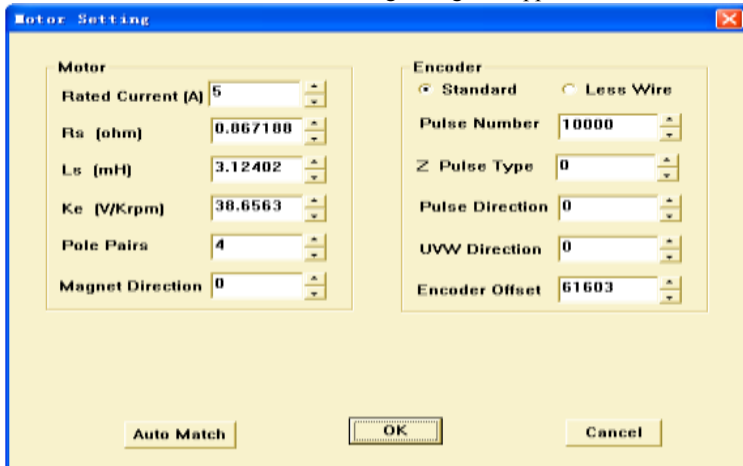 Motor Setting
Motor
Rated Current (A) 5
Rs (ohm) 0.867188
Ls (mH) 3.12402
Ke (V/Krpm) 38.6563
Pole Pairs 4
Magnet Direction 0
Encoder
Standard Less Wire
Pulse Number 10000
Z Pulse Type 0
Pulse Direction 0
UVW Direction 0
Encoder Offset 61603
Auto Match OK Cancel